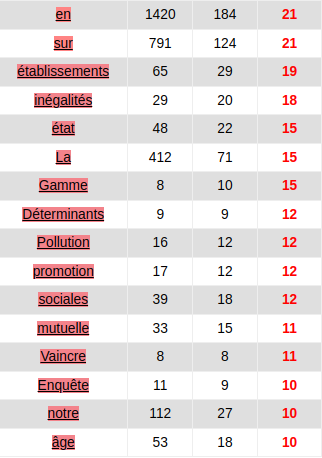 en 1420 184 21
sur 791 124 21
établissements 65 29 19
inégalités 29 20 18
état 48 22 15
La 412 71 15
Gamme 8 10 15
Déterminants 9 9 12
Pollution 16 12 12
promotion 17 12 12
sociales 39 18 12
mutuelle 33 15 11
Vaincre 8 8 11
Enquête 11 9 10
notre 112 27 10
âge 53 18 10